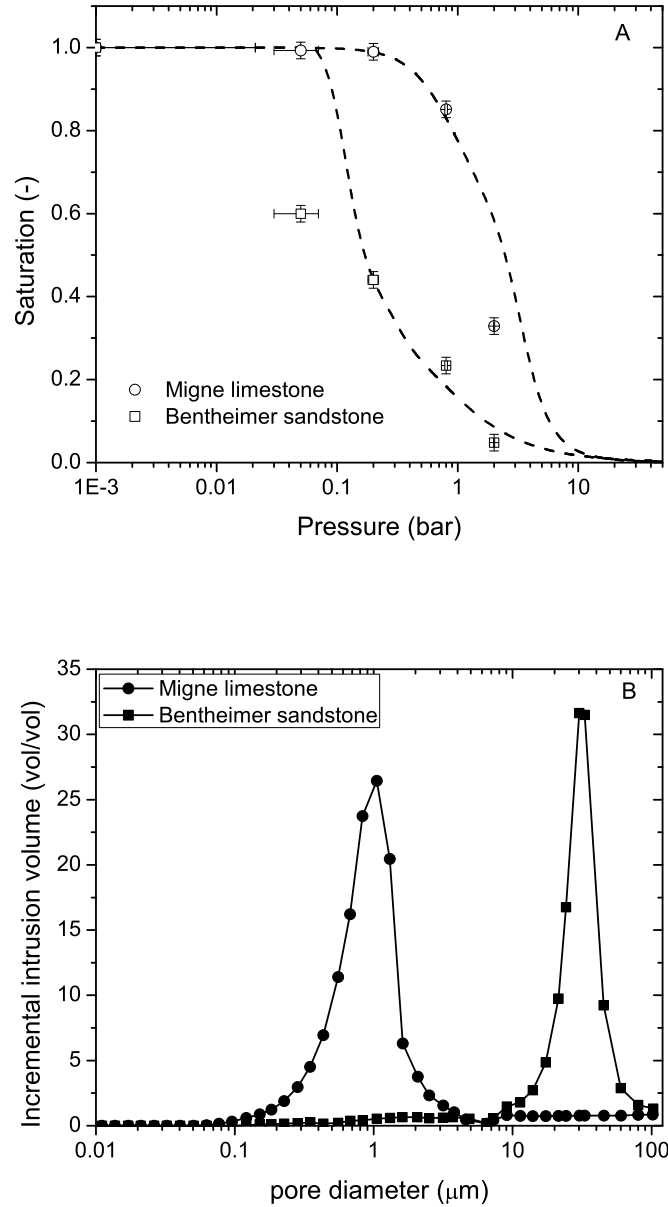 A
1.0
0.8
0.6
0.4
0.2
0.0
Saturation (-)
Migne limestone
Bentheimer sandstone
1E-3
0.01
0.1
1
10
Pressure (bar)
B
35
30
25
20
15
10
5
0
Incremental intrusion volume (vol/vol)
Migne limestone
Bentheimer sandstone
0.01
0.1
1
10
100
pore diameter (μm)